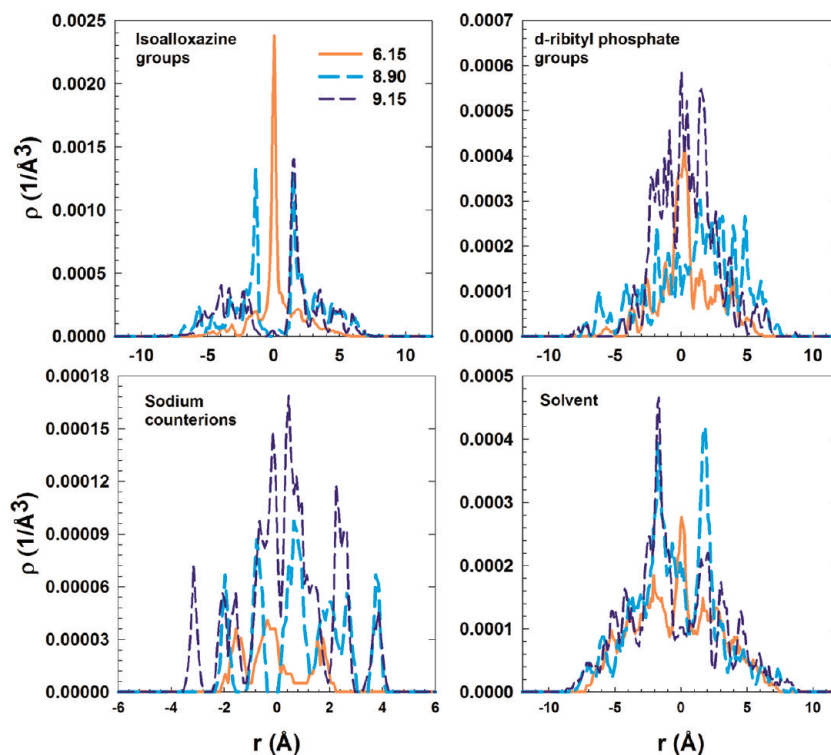 Isoalloxazine
groups
6.15
8.90
9.15
ρ (1/Å³)
0.0025
0.0020
0.0015
0.0010
0.0005
0.0000
-10 -5 0 5 10
d-ribityl phosphate
groups
0.0007
0.0006
0.0005
0.0004
0.0003
0.0002
0.0001
0.0000
-10 -5 0 5 10
Sodium
counterions
ρ (1/Å³)
0.00018
0.00015
0.00012
0.00009
0.00006
0.00003
0.00000
-6 -4 -2 0 2 4 6
r (Å)
Solvent
0.0005
0.0004
0.0003
0.0002
0.0001
0.0000
-10 -5 0 5 10
r (Å)